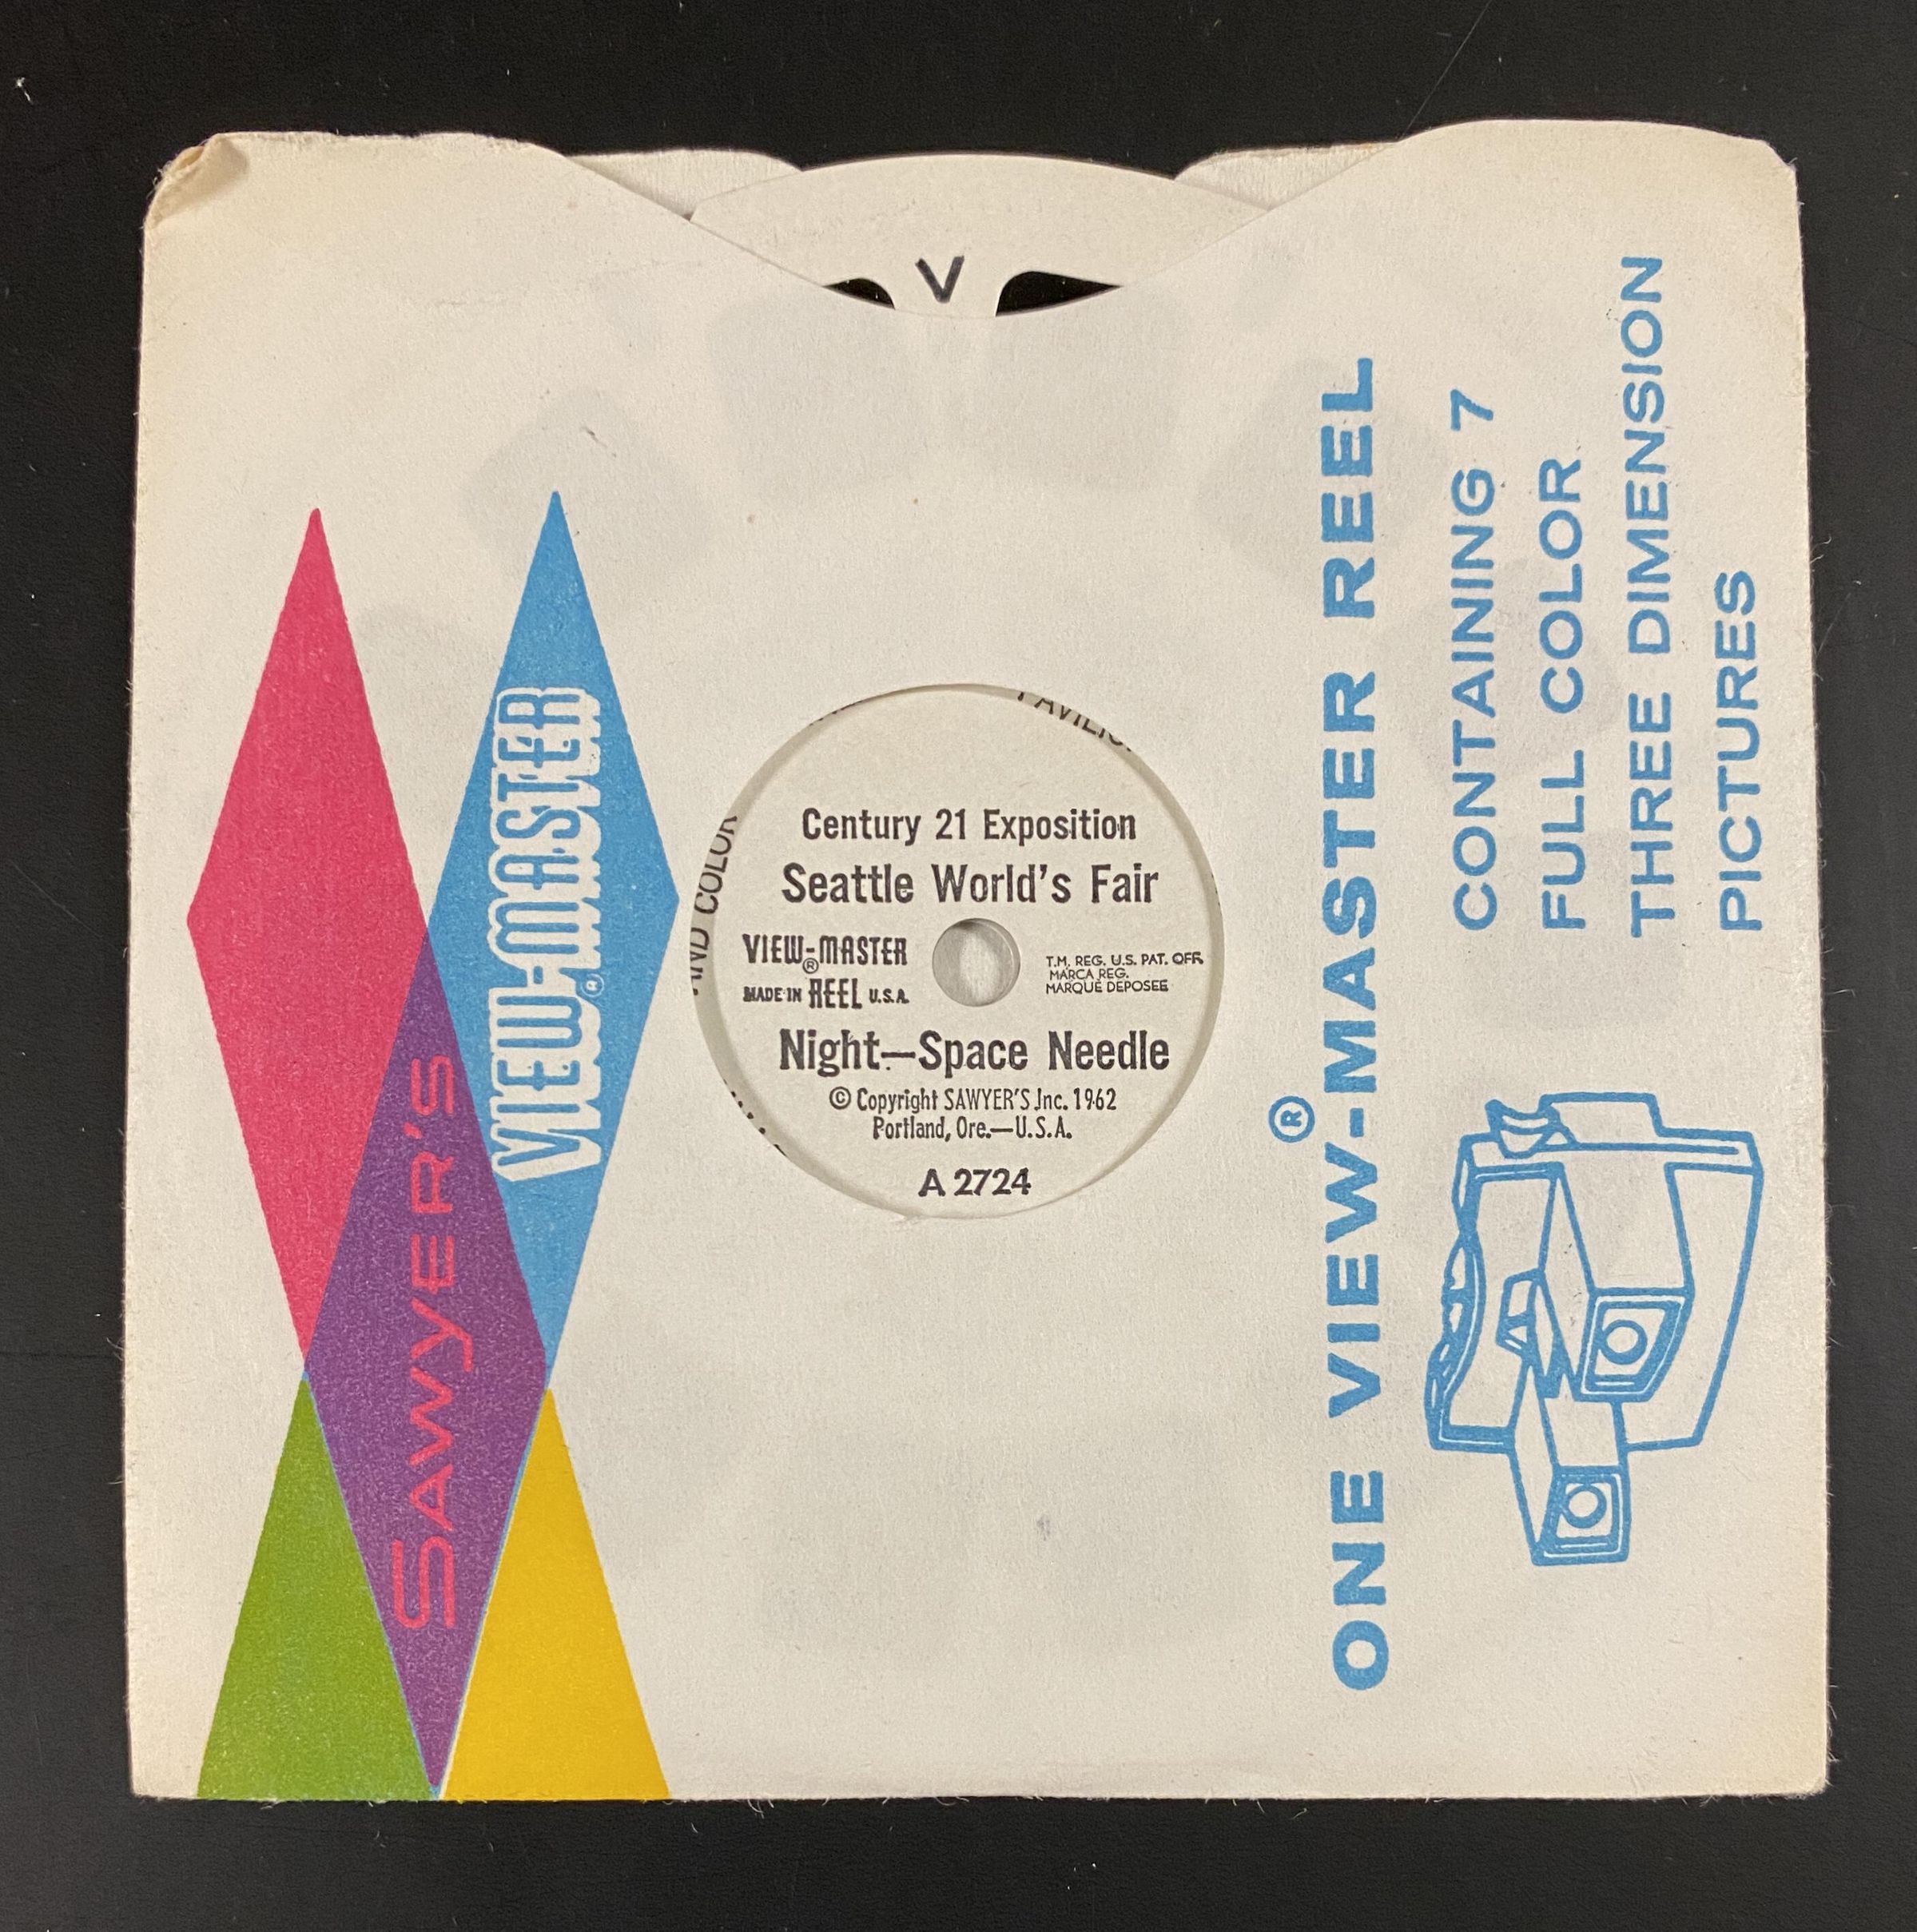 V
Century 21 Exposition
Seattle World's Fair
VIEW-MASTER®
MADE IN REEL U.S.A.
T.M. REG. U.S. PAT. OFF.
MARCA REG.
MARQUE DEPOSEE
Night—Space Needle
© Copyright SAWYER'S Inc. 1962
Portland, Ore.—U.S.A.
A 2724
AND COLOR
SAWYER'S
VIEW-MASTER®
ONE VIEW-MASTER® REEL
CONTAINING 7
FULL COLOR
THREE DIMENSION
PICTURES